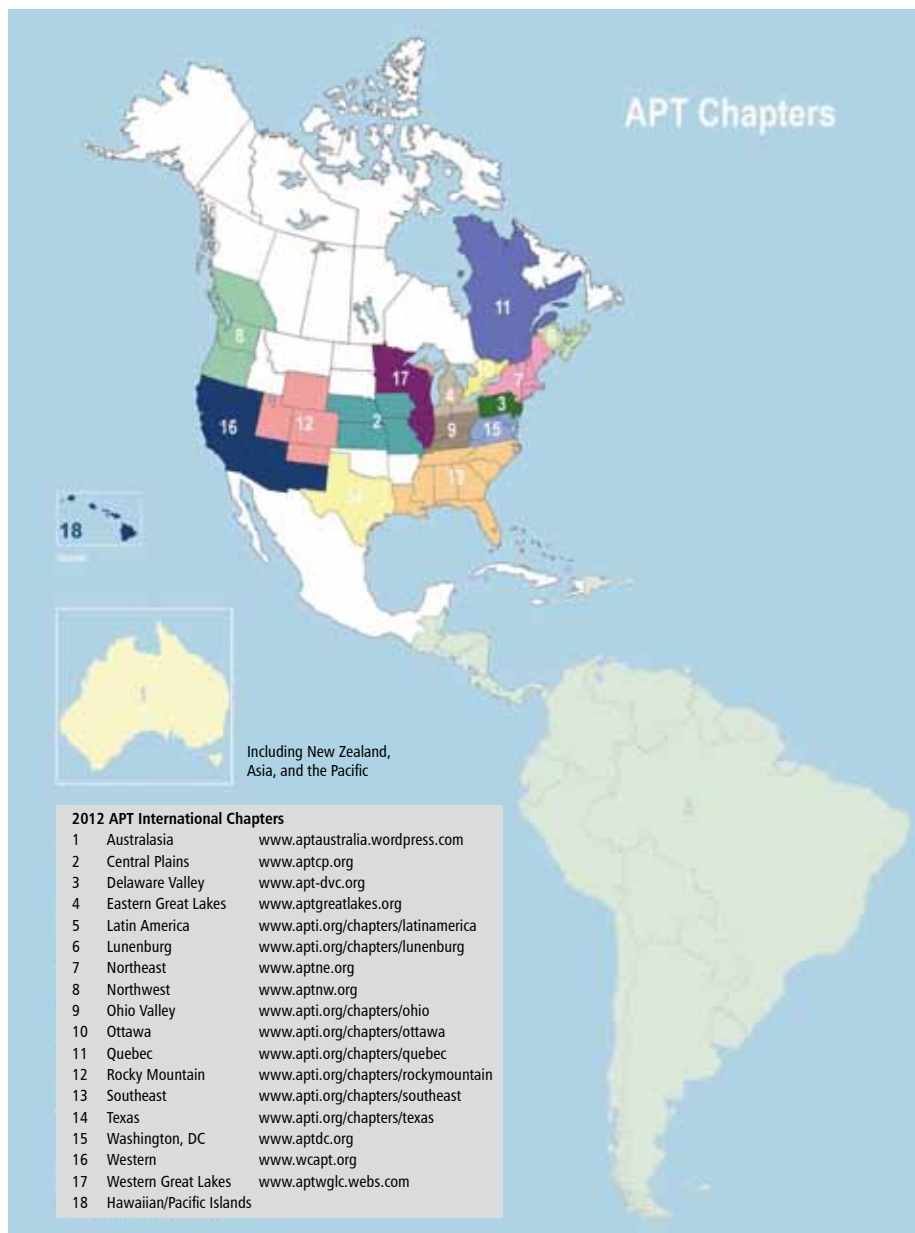 APT Chapters
11
8
17
7
4
3
16
12
2
9
15
13
14
18
1
5
Including New Zealand,
Asia, and the Pacific
2012 APT International Chapters
1 Australasia www.aptaustralia.wordpress.com
2 Central Plains www.aptcp.org
3 Delaware Valley www.apt-dvc.org
4 Eastern Great Lakes www.aptgreatlakes.org
5 Latin America www.apti.org/chapters/latinamerica
6 Lunenburg www.apti.org/chapters/lunenburg
7 Northeast www.aptne.org
8 Northwest www.aptnw.org
9 Ohio Valley www.apti.org/chapters/ohio
10 Ottawa www.apti.org/chapters/ottawa
11 Quebec www.apti.org/chapters/quebec
12 Rocky Mountain www.apti.org/chapters/rockymountain
13 Southeast www.apti.org/chapters/southeast
14 Texas www.apti.org/chapters/texas
15 Washington, DC www.aptdc.org
16 Western www.wcapt.org
17 Western Great Lakes www.aptwglc.webs.com
18 Hawaiian/Pacific Islands